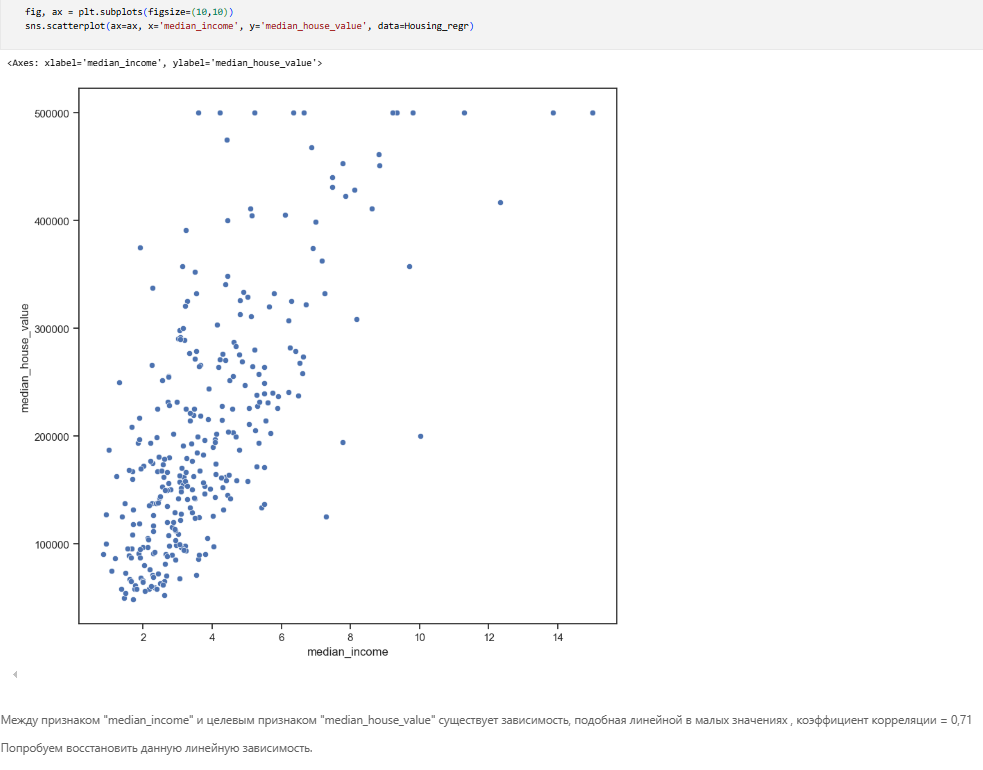 fig, ax = plt.subplots(figsize=(10,10))
sns.scatterplot(ax=ax, x='median_income', y='median_house_value', data=Housing_regr)
<Axes: xlabel='median_income', ylabel='median_house_value'>
500000
400000
300000
200000
100000
median_house_value
2 4 6 8 10 12 14
median_income
Между признаком "median_income" и целевым признаком "median_house_value" существует зависимость, подобная линейной в малых значениях , коэффициент корреляции = 0,71
Попробуем восстановить данную линейную зависимость.